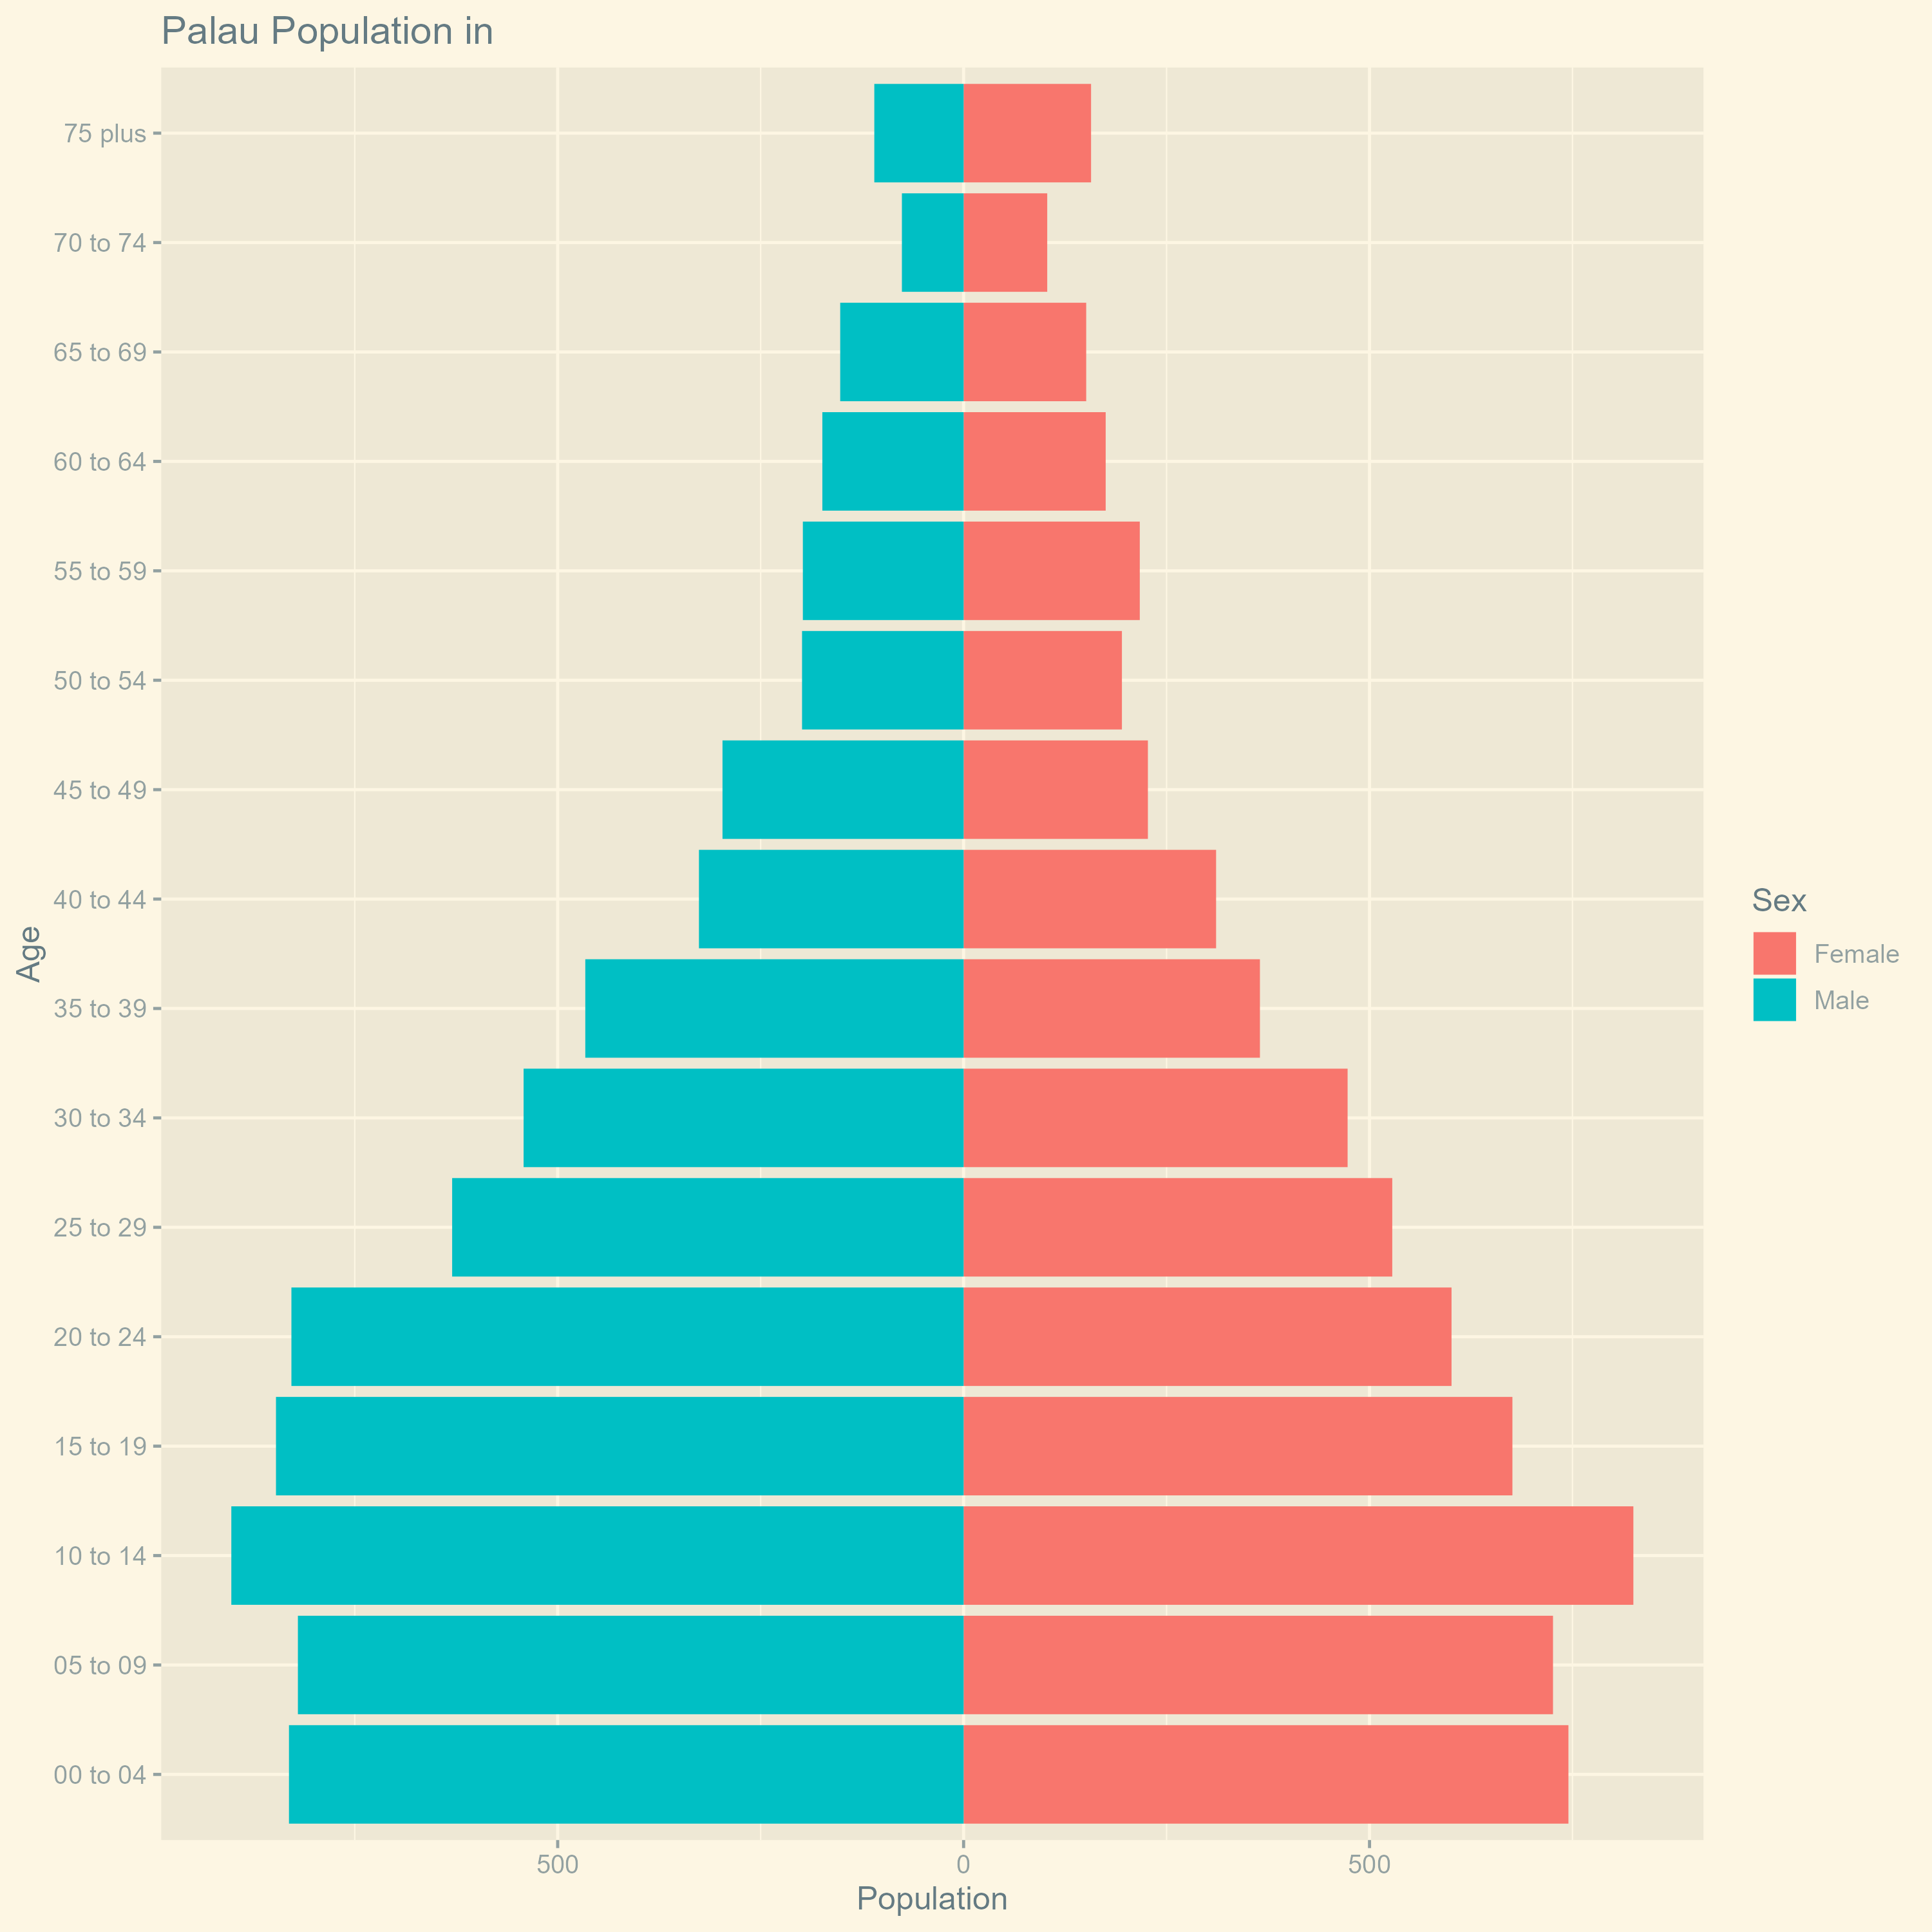 Palau Population in
75 plus
70 to 74
65 to 69
60 to 64
55 to 59
50 to 54
45 to 49
40 to 44
35 to 39
30 to 34
25 to 29
20 to 24
15 to 19
10 to 14
05 to 09
00 to 04
Age
500 0 500
Population
Sex
Female
Male